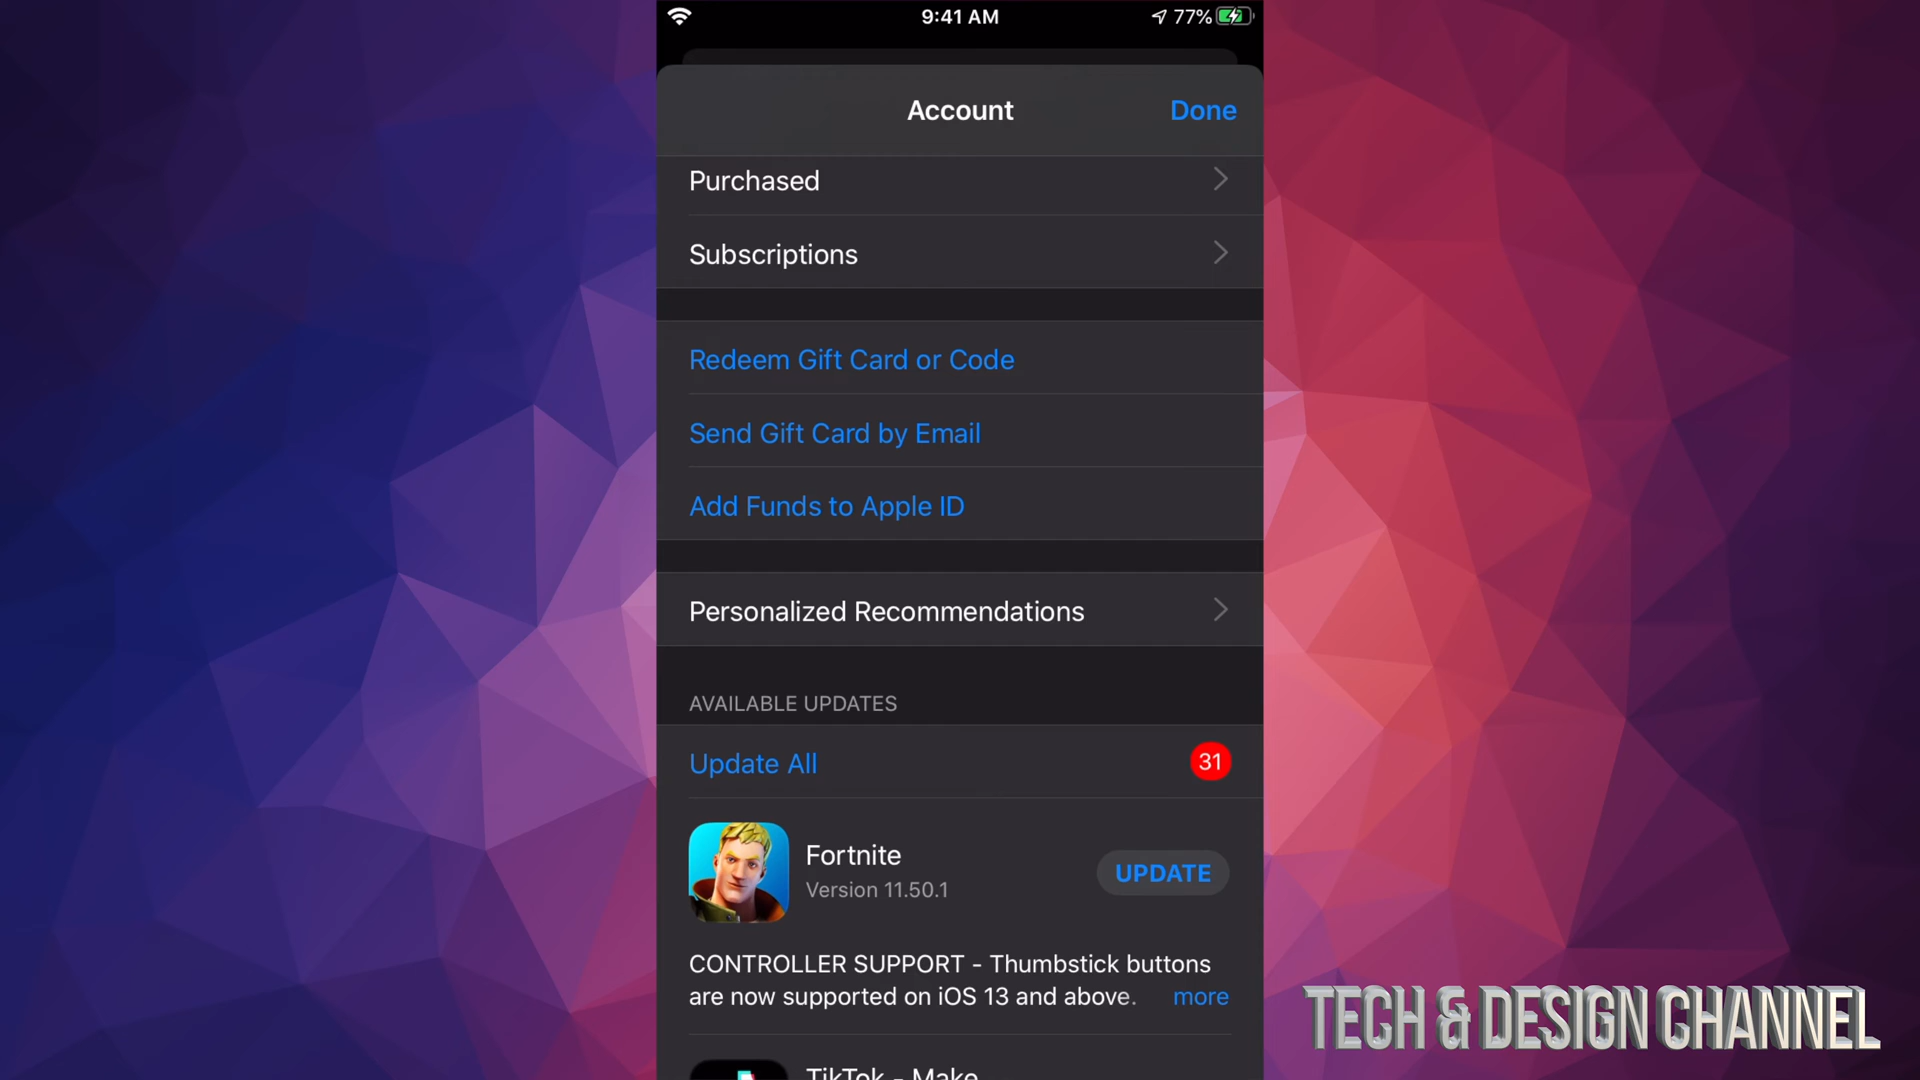 9:41 AM
77%
Account
Done
Purchased
Subscriptions
Redeem Gift Card or Code
Send Gift Card by Email
Add Funds to Apple ID
Personalized Recommendations
AVAILABLE UPDATES
Update All
31
Fortnite
Version 11.50.1
UPDATE
CONTROLLER SUPPORT - Thumbstick buttons
are now supported on iOS 13 and above.
more
TikTok - Make
TECH & DESIGN CHANNEL